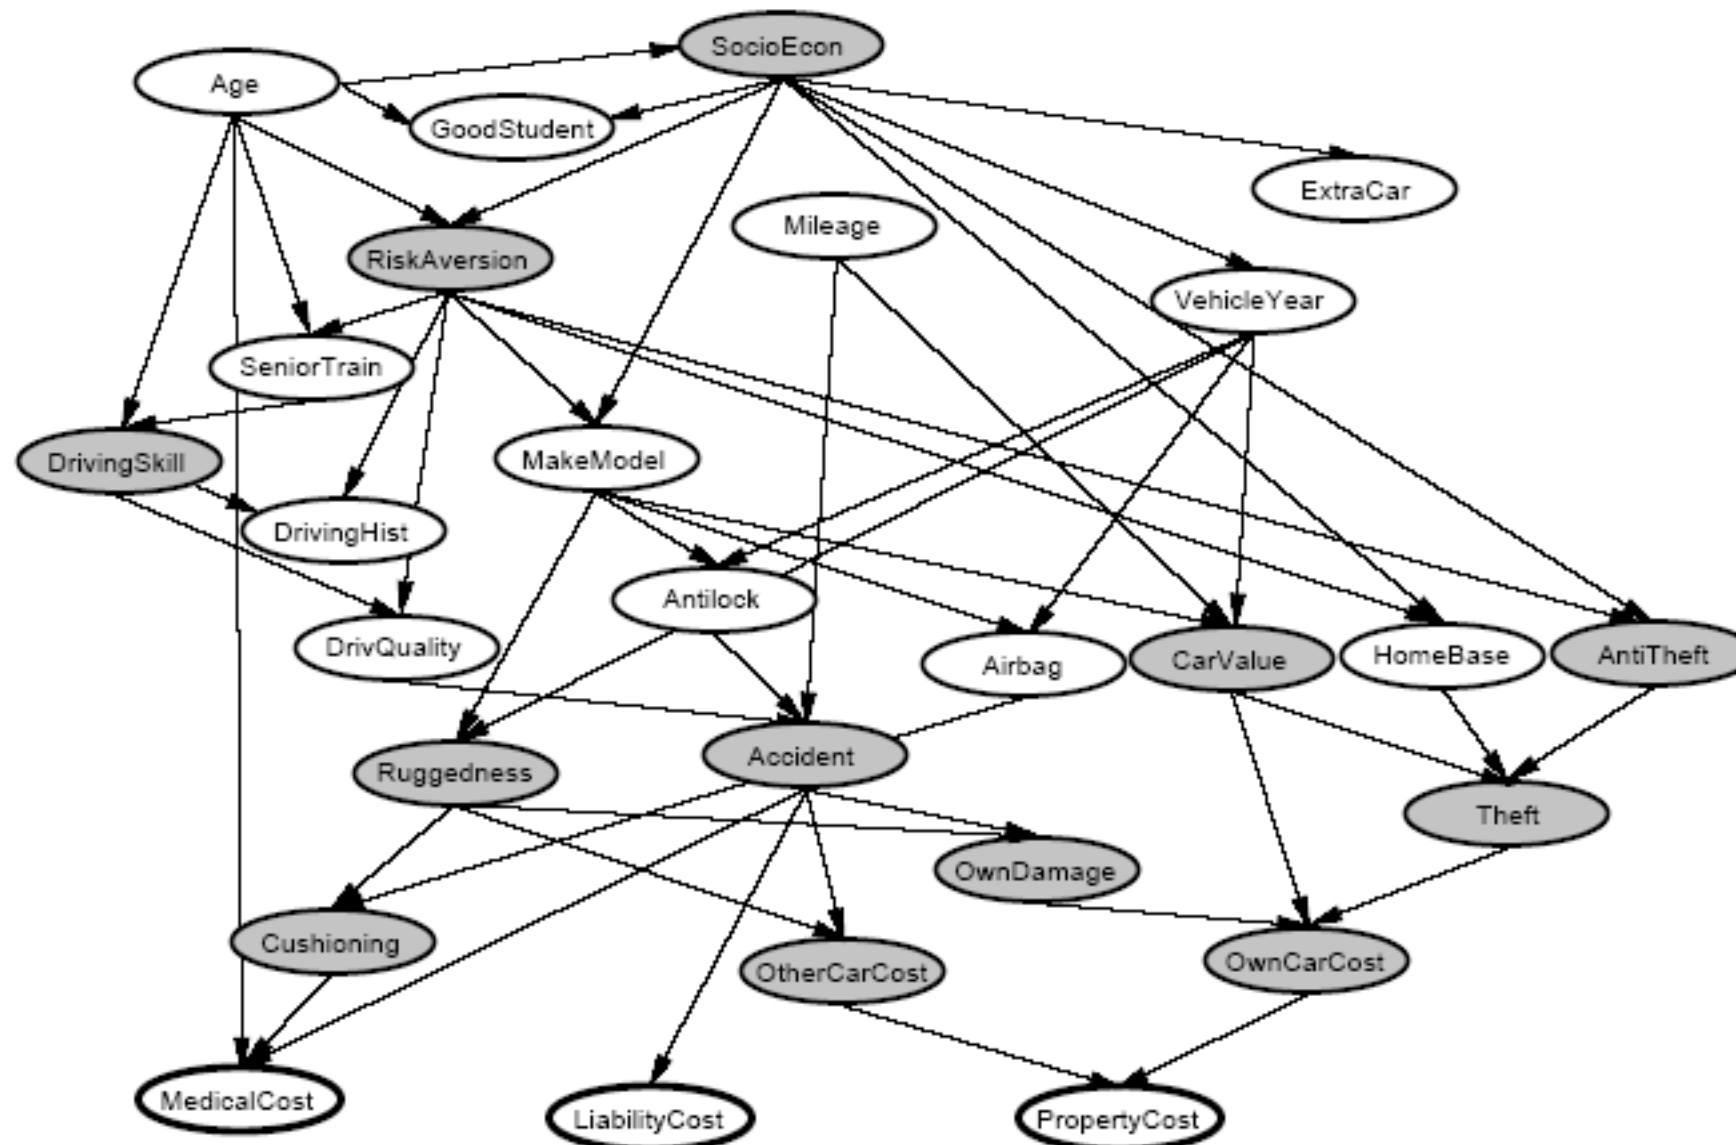 SocioEcon
Age
GoodStudent
ExtraCar
Mileage
RiskAversion
VehicleYear
SeniorTrain
DrivingSkill
MakeModel
DrivingHist
Antilock
DrivQuality
Airbag
CarValue
HomeBase
AntiTheft
Ruggedness
Accident
Theft
OwnDamage
Cushioning
OtherCarCost
OwnCarCost
MedicalCost
LiabilityCost
PropertyCost